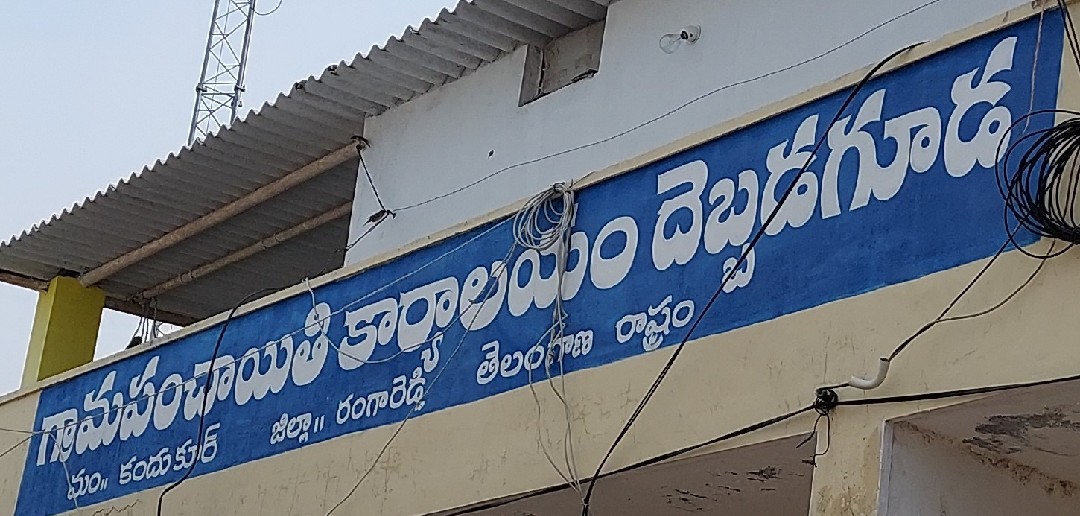 గ్రామపంచాయితి కార్యాలయం దెబ్బడగూడ
మం,, కందుకూర్ జిల్లా,, రంగారెడ్డి తెలంగాణ రాష్ట్రం